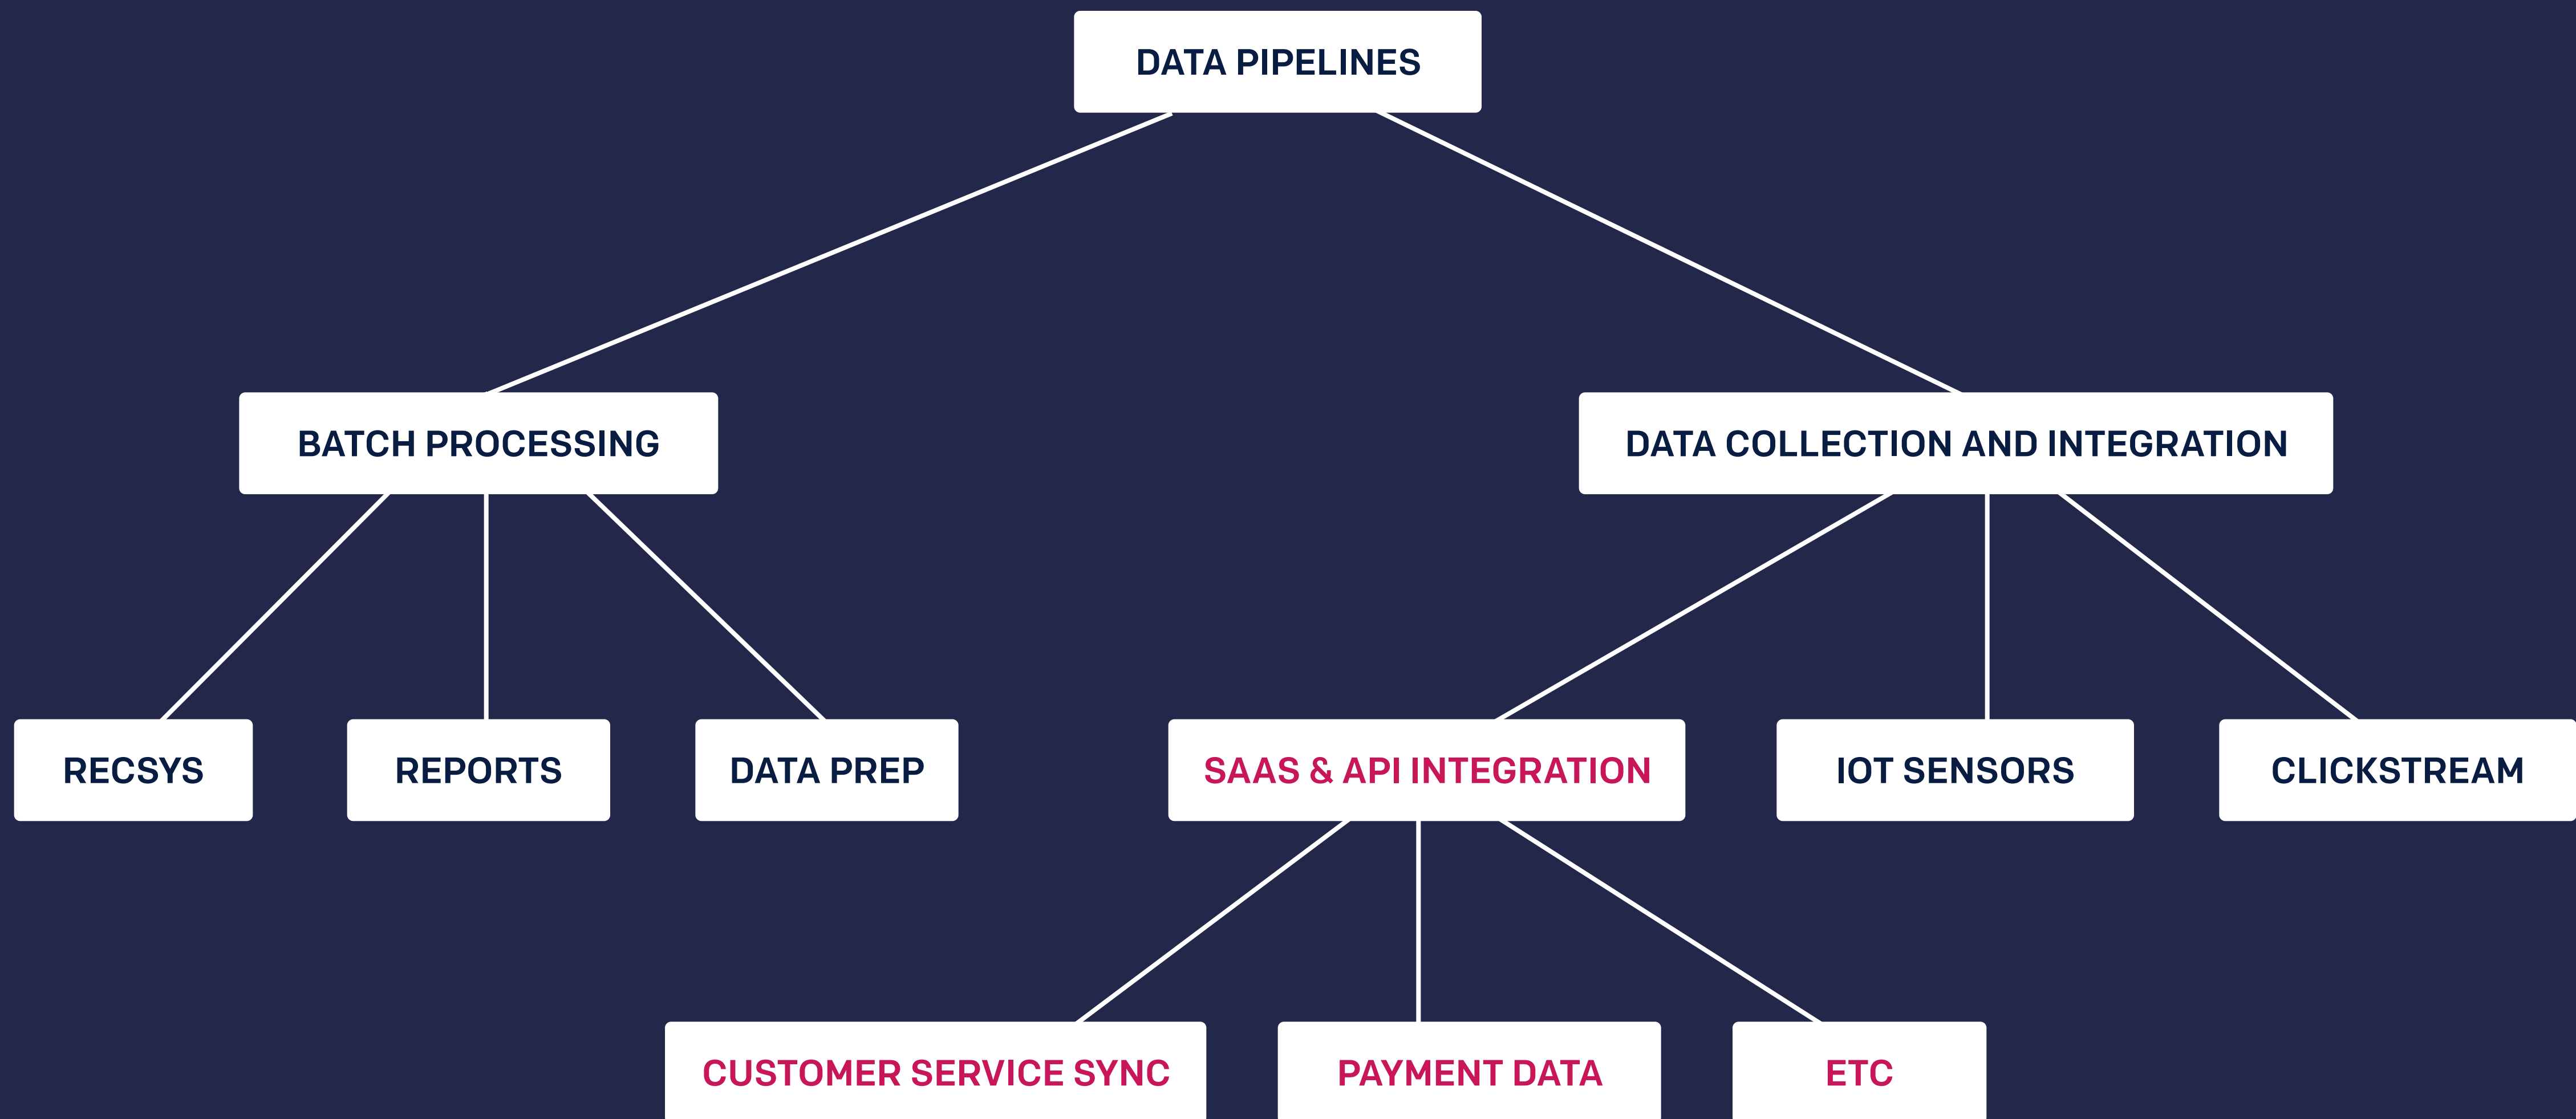 DATA PIPELINES
BATCH PROCESSING
DATA COLLECTION AND INTEGRATION
RECSYS
REPORTS
DATA PREP
SAAS & API INTEGRATION
IOT SENSORS
CLICKSTREAM
CUSTOMER SERVICE SYNC
PAYMENT DATA
ETC